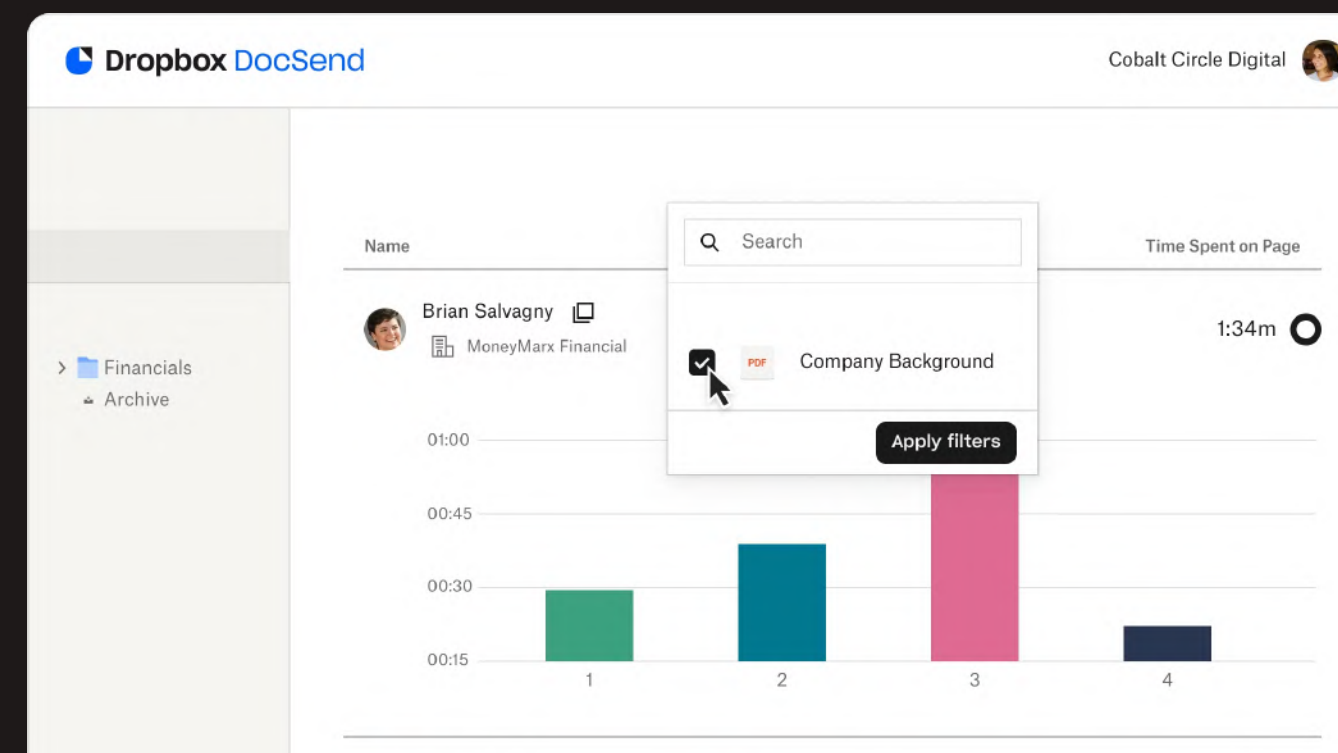 Dropbox DocSend
Cobalt Circle Digital
Search
Name
Time Spent on Page
Brian Salvagny
MoneyMarx Financial
1:34m
PDF
Company Background
Apply filters
Financials
Archive
01:00
00:45
00:30
00:15
1
2
3
4